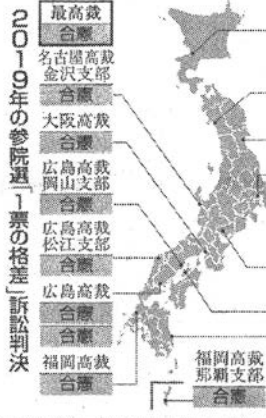 2019年の参院選「1票の格差」訴訟判決
最高裁
合憲
名古屋高裁
金沢支部
合憲
大阪高裁
合憲
広島高裁
岡山支部
合憲
広島高裁
松江支部
合憲
広島高裁
合憲
合憲
福岡高裁
合憲
福岡高裁
那覇支部
合憲